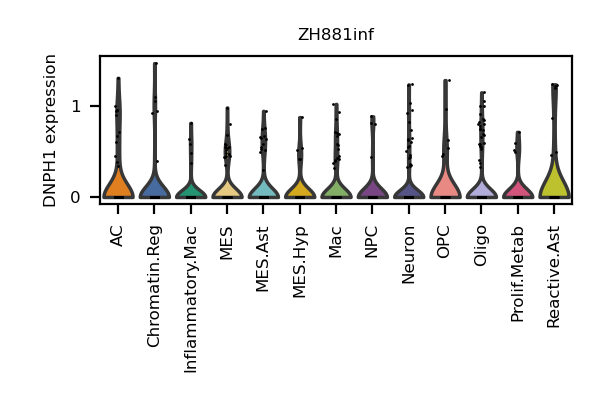 ZH881inf
DNPH1 expression
1
0
AC
Chromatin.Reg
Inflammatory.Mac
MES
MES.Ast
MES.Hyp
Mac
NPC
Neuron
OPC
Oligo
Prolif.Metab
Reactive.Ast